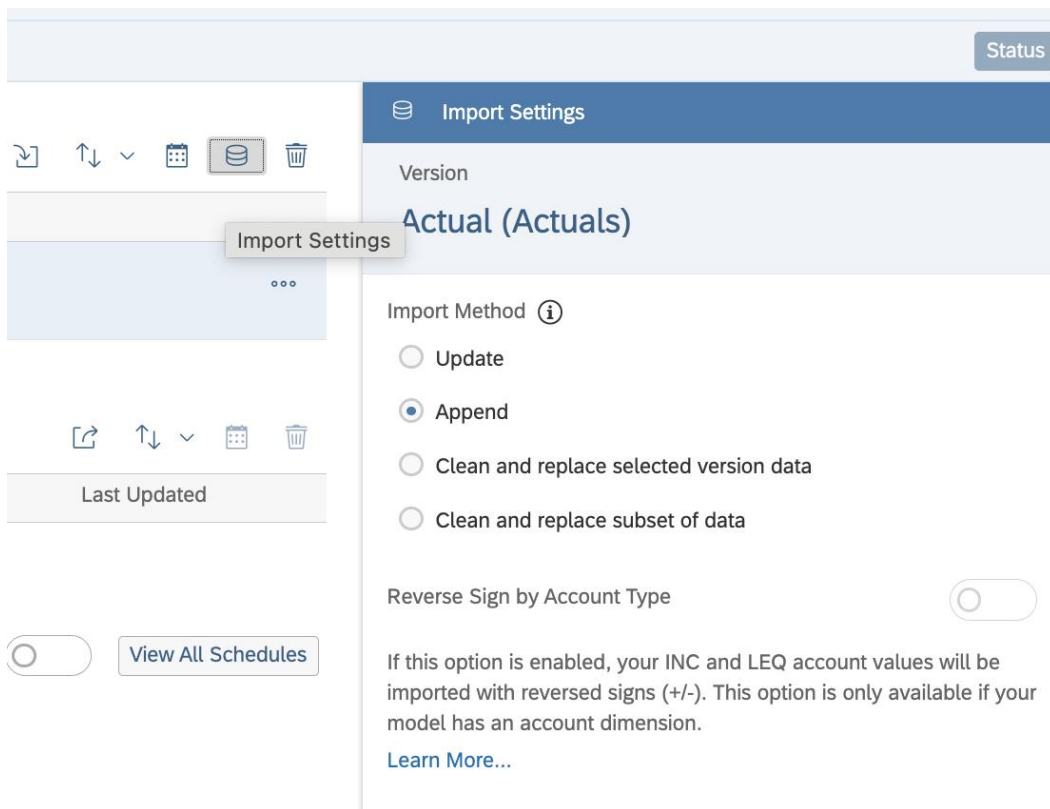 Status
Import Settings
Version
Actual (Actuals)
Import Settings
Import Method
Update
Append
Clean and replace selected version data
Clean and replace subset of data
Last Updated
Reverse Sign by Account Type
View All Schedules
If this option is enabled, your INC and LEQ account values will be
imported with reversed signs (+/-). This option is only available if your
model has an account dimension.
Learn More...